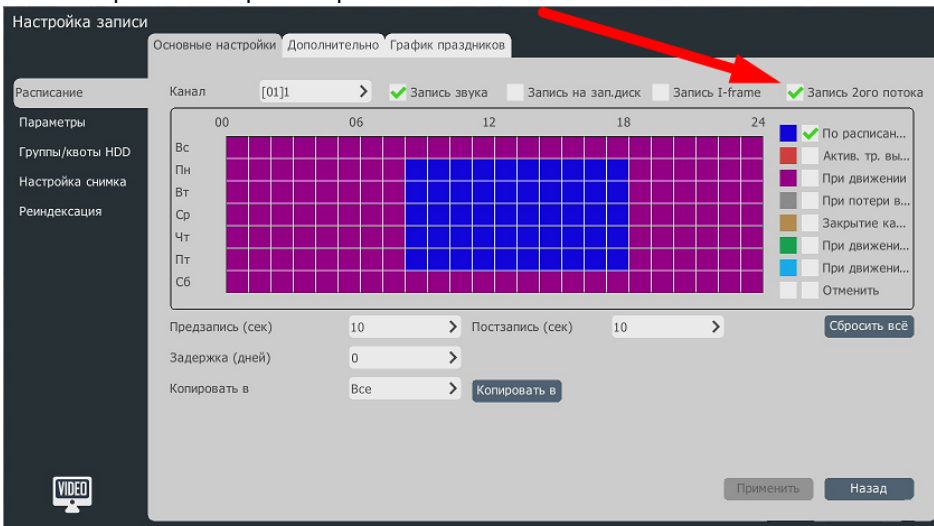 Настройка записи
Основные настройки Дополнительно График праздников
Расписание
Параметры
Группы/квоты HDD
Настройка снимка
Реиндексация
Канал [01]1 Запись звука Запись на зап.диск Запись I-frame Запись 2ого потока
00 06 12 18 24
Вс
Пн
Вт
Ср
Чт
Пт
Сб
По расписан...
Актив. тр. вы...
При движении
При потери в...
Закрытие ка...
При движени...
При движени...
Отменить
Предзапись (сек) 10 Постзапись (сек) 10 Сбросить всё
Задержка (дней) 0
Копировать в Все Копировать в
VIDEO
Применить Назад